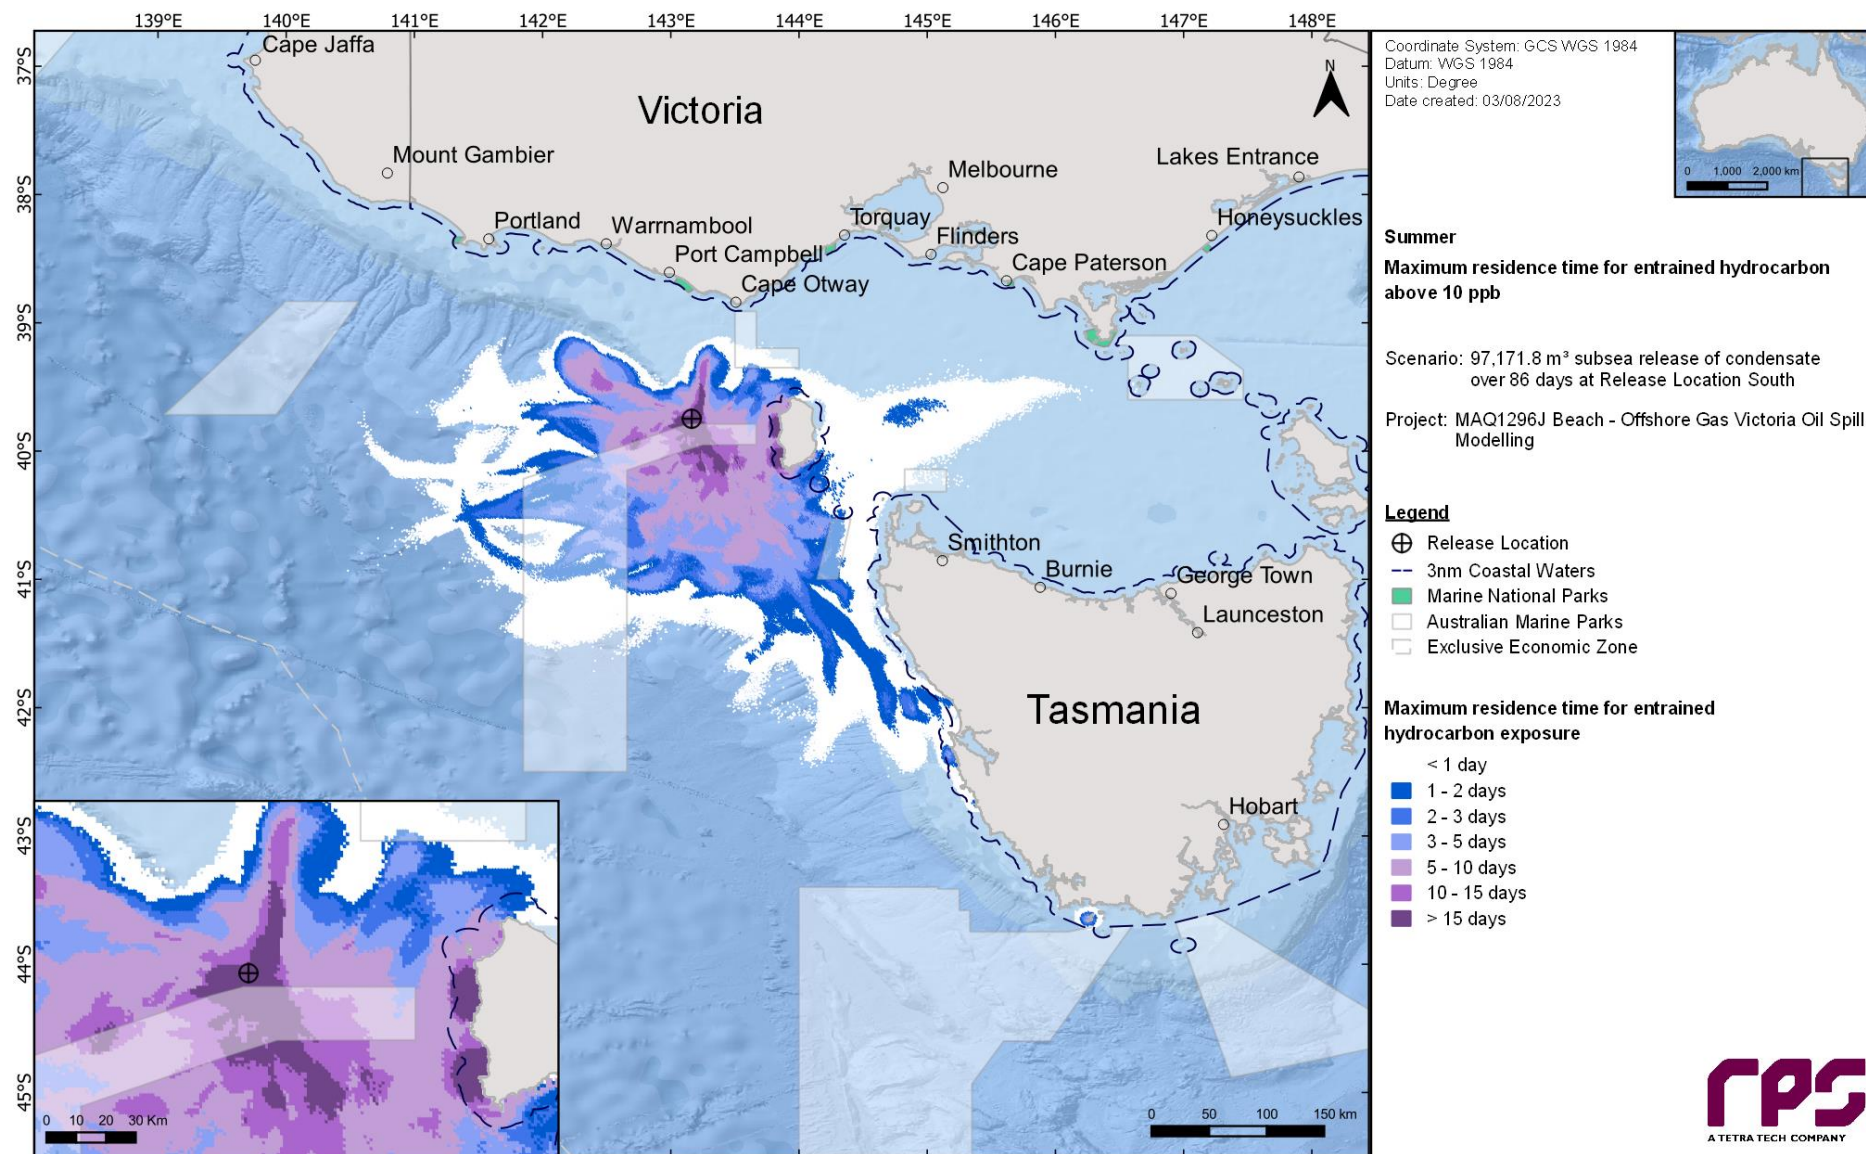 139°E 140°E 141°E 142°E 143°E 144°E 145°E 146°E 147°E 148°E
37°S
38°S
39°S
40°S
41°S
42°S
43°S
44°S
45°S
Cape Jaffa
Victoria
N
Mount Gambier
Melbourne
Lakes Entrance
Portland
Warrnambool
Torquay
Honeysuckles
Port Campbell
Flinders
Cape Otway
Cape Paterson
Smithton
Burnie
George Town
Launceston
Tasmania
Hobart
0 10 20 30 Km
0 50 100 150 km
Coordinate System: GCS WGS 1984
Datum: WGS 1984
Units: Degree
Date created: 03/08/2023
0 1,000 2,000 km
Summer
Maximum residence time for entrained hydrocarbon
above 10 ppb
Scenario: 97,171.8 m³ subsea release of condensate
over 86 days at Release Location South
Project: MAQ1296J Beach - Offshore Gas Victoria Oil Spill
Modelling
Legend
Release Location
3nm Coastal Waters
Marine National Parks
Australian Marine Parks
Exclusive Economic Zone
Maximum residence time for entrained
hydrocarbon exposure
< 1 day
1 - 2 days
2 - 3 days
3 - 5 days
5 - 10 days
10 - 15 days
> 15 days
rps
A TETRA TECH COMPANY